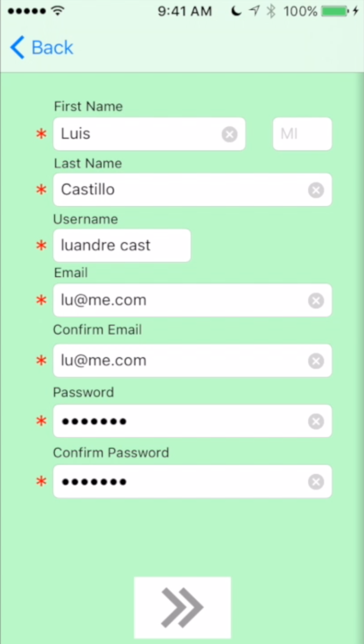 9:41 AM 100%
Back
First Name
* Luis MI
Last Name
* Castillo
Username
* luandre cast
Email
* lu@me.com
Confirm Email
* lu@me.com
Password
* •••••••
Confirm Password
* •••••••